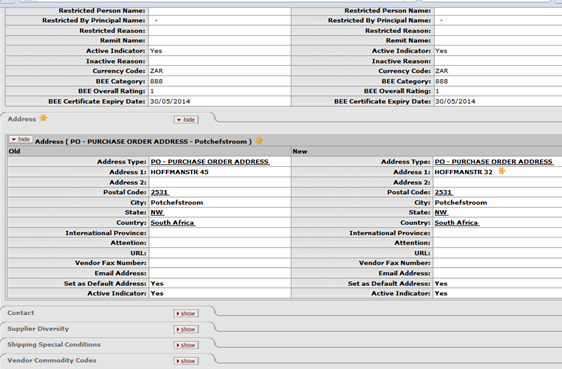 Restricted Person Name: Restricted Person Name:
Restricted By Principal Name: - Restricted By Principal Name: -
Restricted Reason: Restricted Reason:
Remit Name: Remit Name:
Active Indicator: Yes Active Indicator: Yes
Inactive Reason: Inactive Reason:
Currency Code: ZAR Currency Code: ZAR
BEE Category: 888 BEE Category: 888
BEE Overall Rating: 1 BEE Overall Rating: 1
BEE Certificate Expiry Date: 30/05/2014 BEE Certificate Expiry Date: 30/05/2014
Address hide
hide Address ( PO - PURCHASE ORDER ADDRESS - Potchefstroom )
Old New
Address Type: PO - PURCHASE ORDER ADDRESS Address Type: PO - PURCHASE ORDER ADDRESS
Address 1: HOFFMANSTR 45 Address 1: HOFFMANSTR 32
Address 2: Address 2:
Postal Code: 2531 Postal Code: 2531
City: Potchefstroom City: Potchefstroom
State: NW State: NW
Country: South Africa Country: South Africa
International Province: International Province:
Attention: Attention:
URL: URL:
Vendor Fax Number: Vendor Fax Number:
Email Address: Email Address:
Set as Default Address: Yes Set as Default Address: Yes
Active Indicator: Yes Active Indicator: Yes
Contact show
Supplier Diversity show
Shipping Special Conditions show
Vendor Commodity Codes show